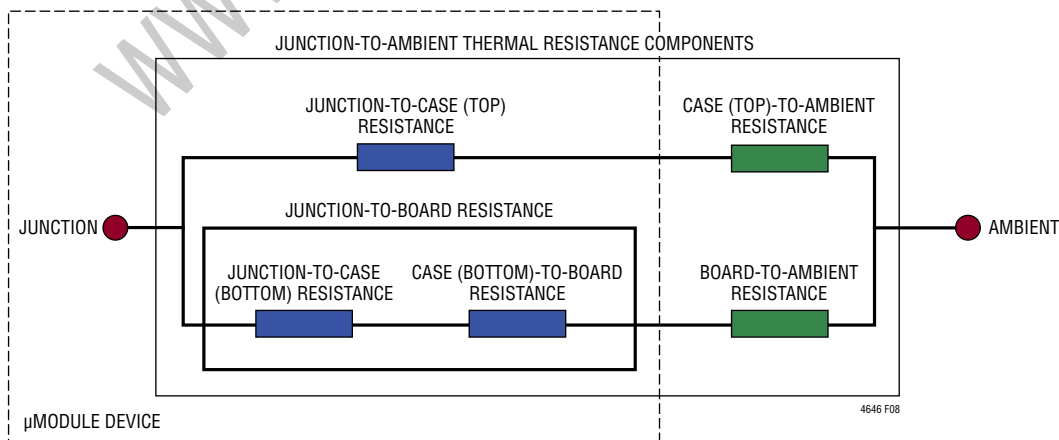 JUNCTION-TO-AMBIENT THERMAL RESISTANCE COMPONENTS
JUNCTION-TO-CASE (TOP)
RESISTANCE
CASE (TOP)-TO-AMBIENT
RESISTANCE
JUNCTION
JUNCTION-TO-BOARD RESISTANCE
AMBIENT
JUNCTION-TO-CASE
(BOTTOM) RESISTANCE
CASE (BOTTOM)-TO-BOARD
RESISTANCE
BOARD-TO-AMBIENT
RESISTANCE
4646 F08
µMODULE DEVICE